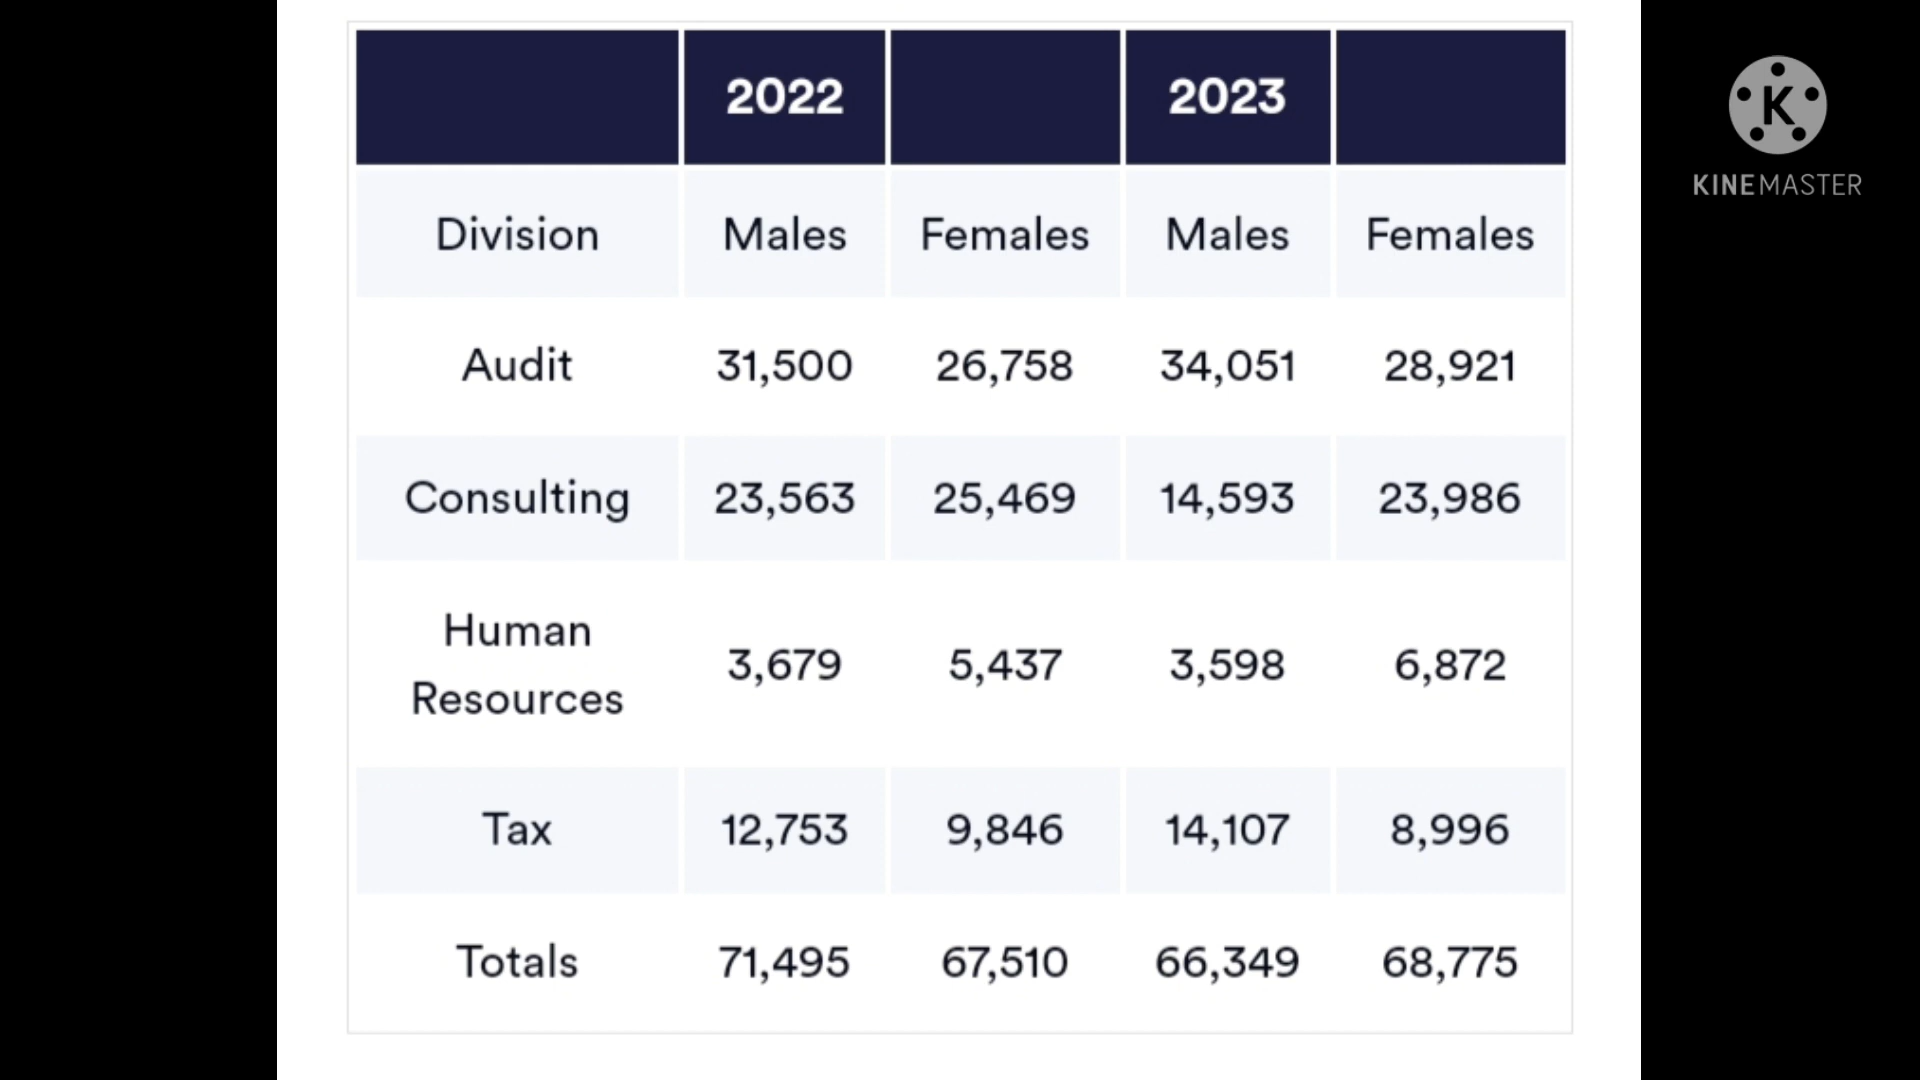 2022 2023
Division Males Females Males Females
Audit 31,500 26,758 34,051 28,921
Consulting 23,563 25,469 14,593 23,986
Human
Resources 3,679 5,437 3,598 6,872
Tax 12,753 9,846 14,107 8,996
Totals 71,495 67,510 66,349 68,775
K
KINEMASTER